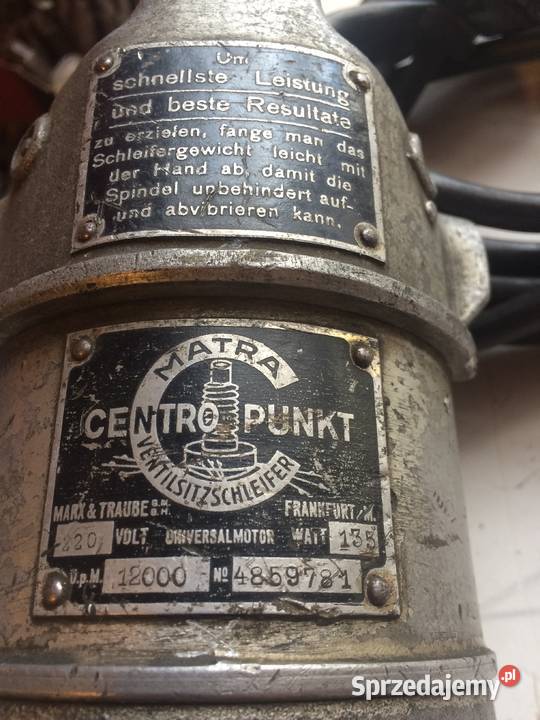 Um
schnellste Leistung
und beste Resultate
zu erzielen, fange man das
Schleifergewicht leicht mit
der Hand ab, damit die
Spindel unbehindert auf-
und abvibrieren kann.
MATRA
CENTRO PUNKT
VENTILSITZSCHLEIFER
MARX & TRAUBE G.M.B.H. FRANKFURT/M.
220 VOLT UNIVERSALMOTOR WATT 135
U.p.M. 12000 No 4859781
Sprzedajemy.pl